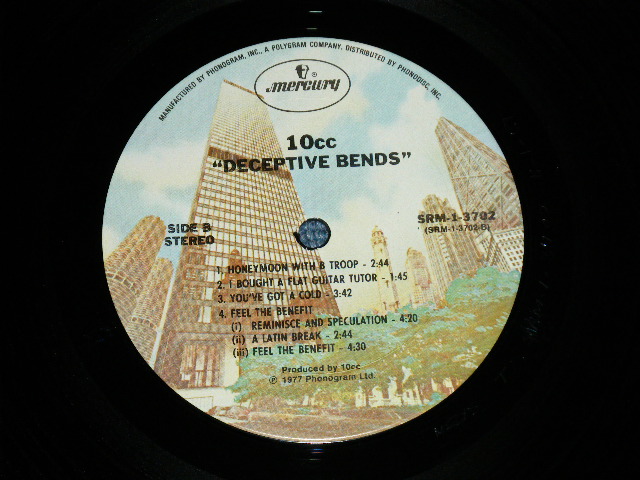 MANUFACTURED BY PHONOGRAM, INC., A POLYGRAM COMPANY, DISTRIBUTED BY PHONODISC, INC.
mercury
®
10cc
"DECEPTIVE BENDS"
SIDE B
STEREO
SRM-1-3702
(SRM-1-3702-B)
1. HONEYMOON WITH B TROOP - 2:44
2. I BOUGHT A FLAT GUITAR TUTOR - 1:45
3. YOU'VE GOT A COLD - 3:42
4. FEEL THE BENEFIT
(i) REMINISCE AND SPECULATION - 4:20
(ii) A LATIN BREAK - 2:44
(iii) FEEL THE BENEFIT - 4:30
Produced by 10cc
℗ 1977 Phonogram Ltd.